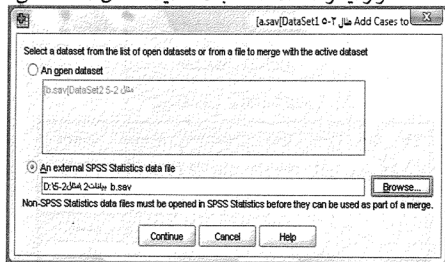 [a.sav[DataSet1 ۵-۲ مثال Add Cases to
Select a dataset from the list of open datasets or from a file to merge with the active dataset
An open dataset
[b.sav[DataSet2 5-2 مثال
An external SPSS Statistics data file
b.sav
Browse...
Non-SPSS Statistics data files must be opened in SPSS Statistics before they can be used as part of a merge.
Continue Cancel Help